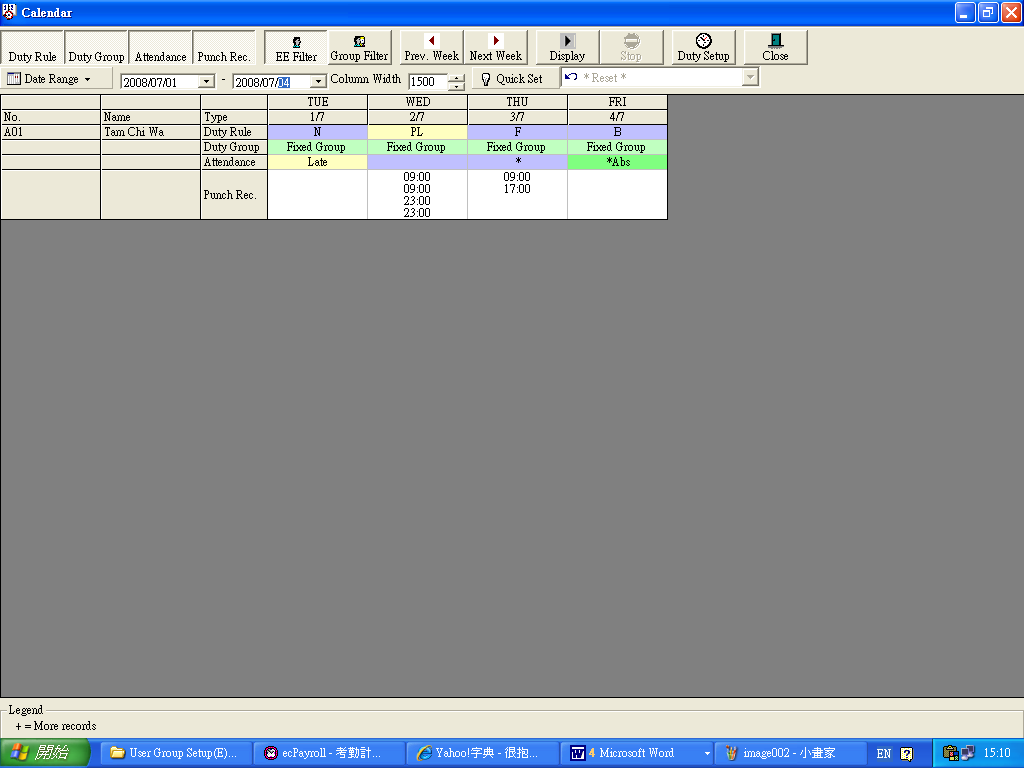 Calendar
Duty Rule Duty Group Attendance Punch Rec. EE Filter Group Filter Prev. Week Next Week Display Stop Duty Setup Close
Date Range 2008/07/01 - 2008/07/04 Column Width 1500 Quick Set * Reset *
TUE WED THU FRI
No. Name Type 1/7 2/7 3/7 4/7
A01 Tam Chi Wa Duty Rule N PL F B
Duty Group Fixed Group Fixed Group Fixed Group Fixed Group
Attendance Late * *Abs
Punch Rec.
09:00 09:00
09:00 17:00
23:00
23:00
Legend
+ = More records
開始 User Group Setup(E)... ecPayroll - 考勤計... Yahoo!字典 - 很抱... 4 Microsoft Word image002 - 小畫家 EN 15:10